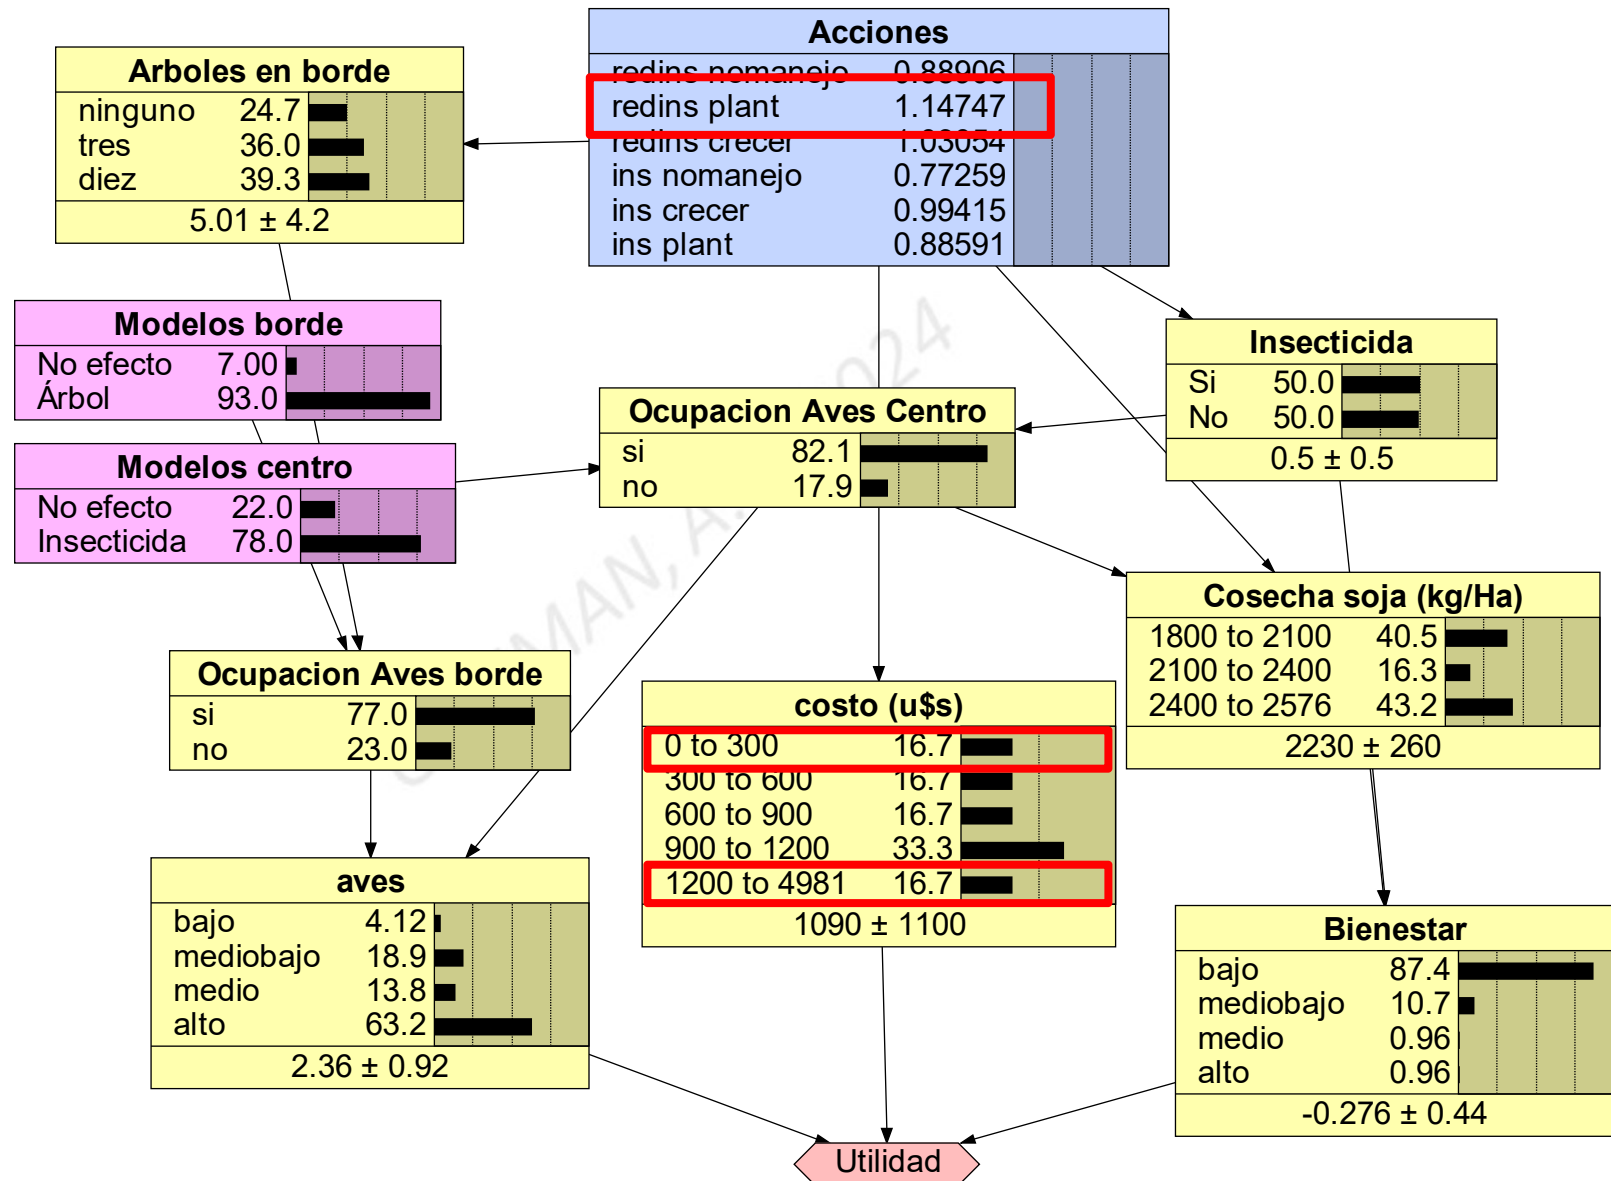 Acciones
redins nomanejo 0.88906
redins plant 1.14747
redins crecer 1.03054
ins nomanejo 0.77259
ins crecer 0.99415
ins plant 0.88591
Arboles en borde
ninguno 24.7
tres 36.0
diez 39.3
5.01 ± 4.2
Modelos borde
No efecto 7.00
Árbol 93.0
Insecticida
Si 50.0
No 50.0
0.5 ± 0.5
Ocupacion Aves Centro
si 82.1
no 17.9
Modelos centro
No efecto 22.0
Insecticida 78.0
Cosecha soja (kg/Ha)
1800 to 2100 40.5
2100 to 2400 16.3
2400 to 2576 43.2
2230 ± 260
Ocupacion Aves borde
si 77.0
no 23.0
costo (u$s)
0 to 300 16.7
300 to 600 16.7
600 to 900 16.7
900 to 1200 33.3
1200 to 4981 16.7
1090 ± 1100
aves
bajo 4.12
mediobajo 18.9
medio 13.8
alto 63.2
2.36 ± 0.92
Bienestar
bajo 87.4
mediobajo 10.7
medio 0.96
alto 0.96
-0.276 ± 0.44
Utilidad